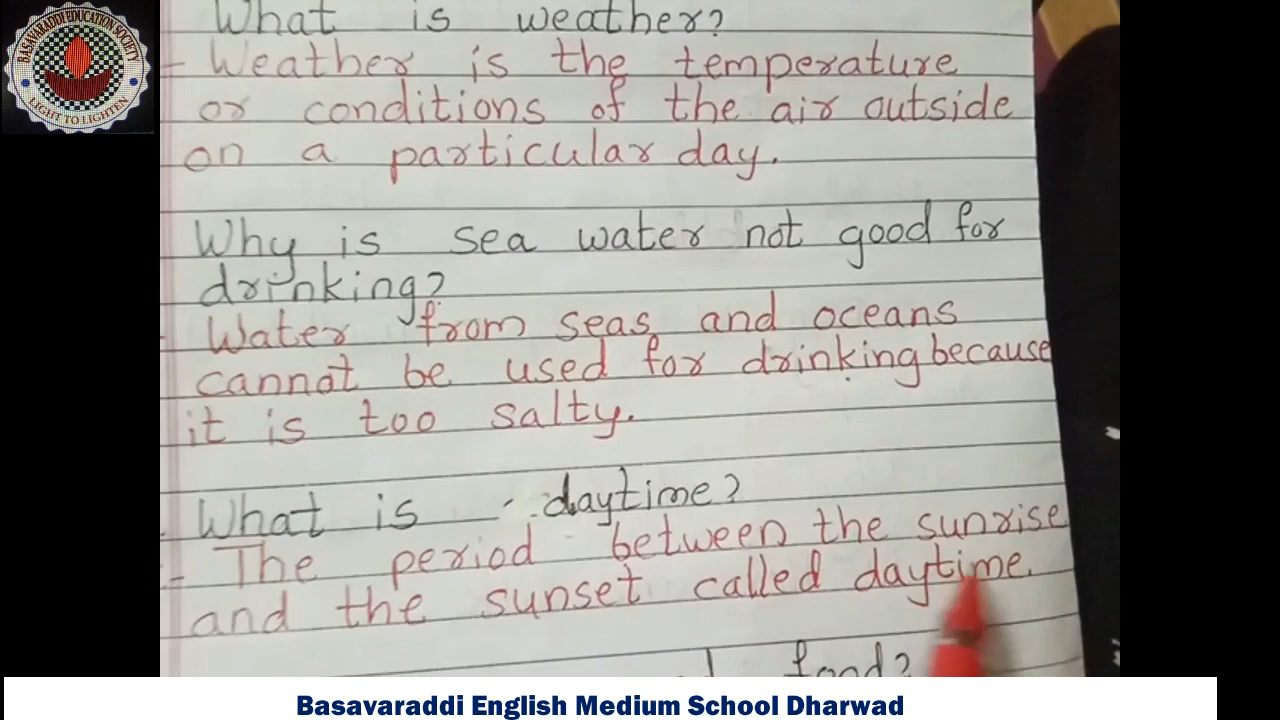 BASAVARADDI EDUCATION SOCIETY
LIGHT TO LIGHTEN
What is weather?
- Weather is the temperature
or conditions of the air outside
on a particular day.
Why is sea water not good for
drinking?
Water from seas and oceans
cannot be used for drinking because
it is too salty.
What is daytime?
- The period between the sunrise
and the sunset called daytime.
food?
Basavaraddi English Medium School Dharwad